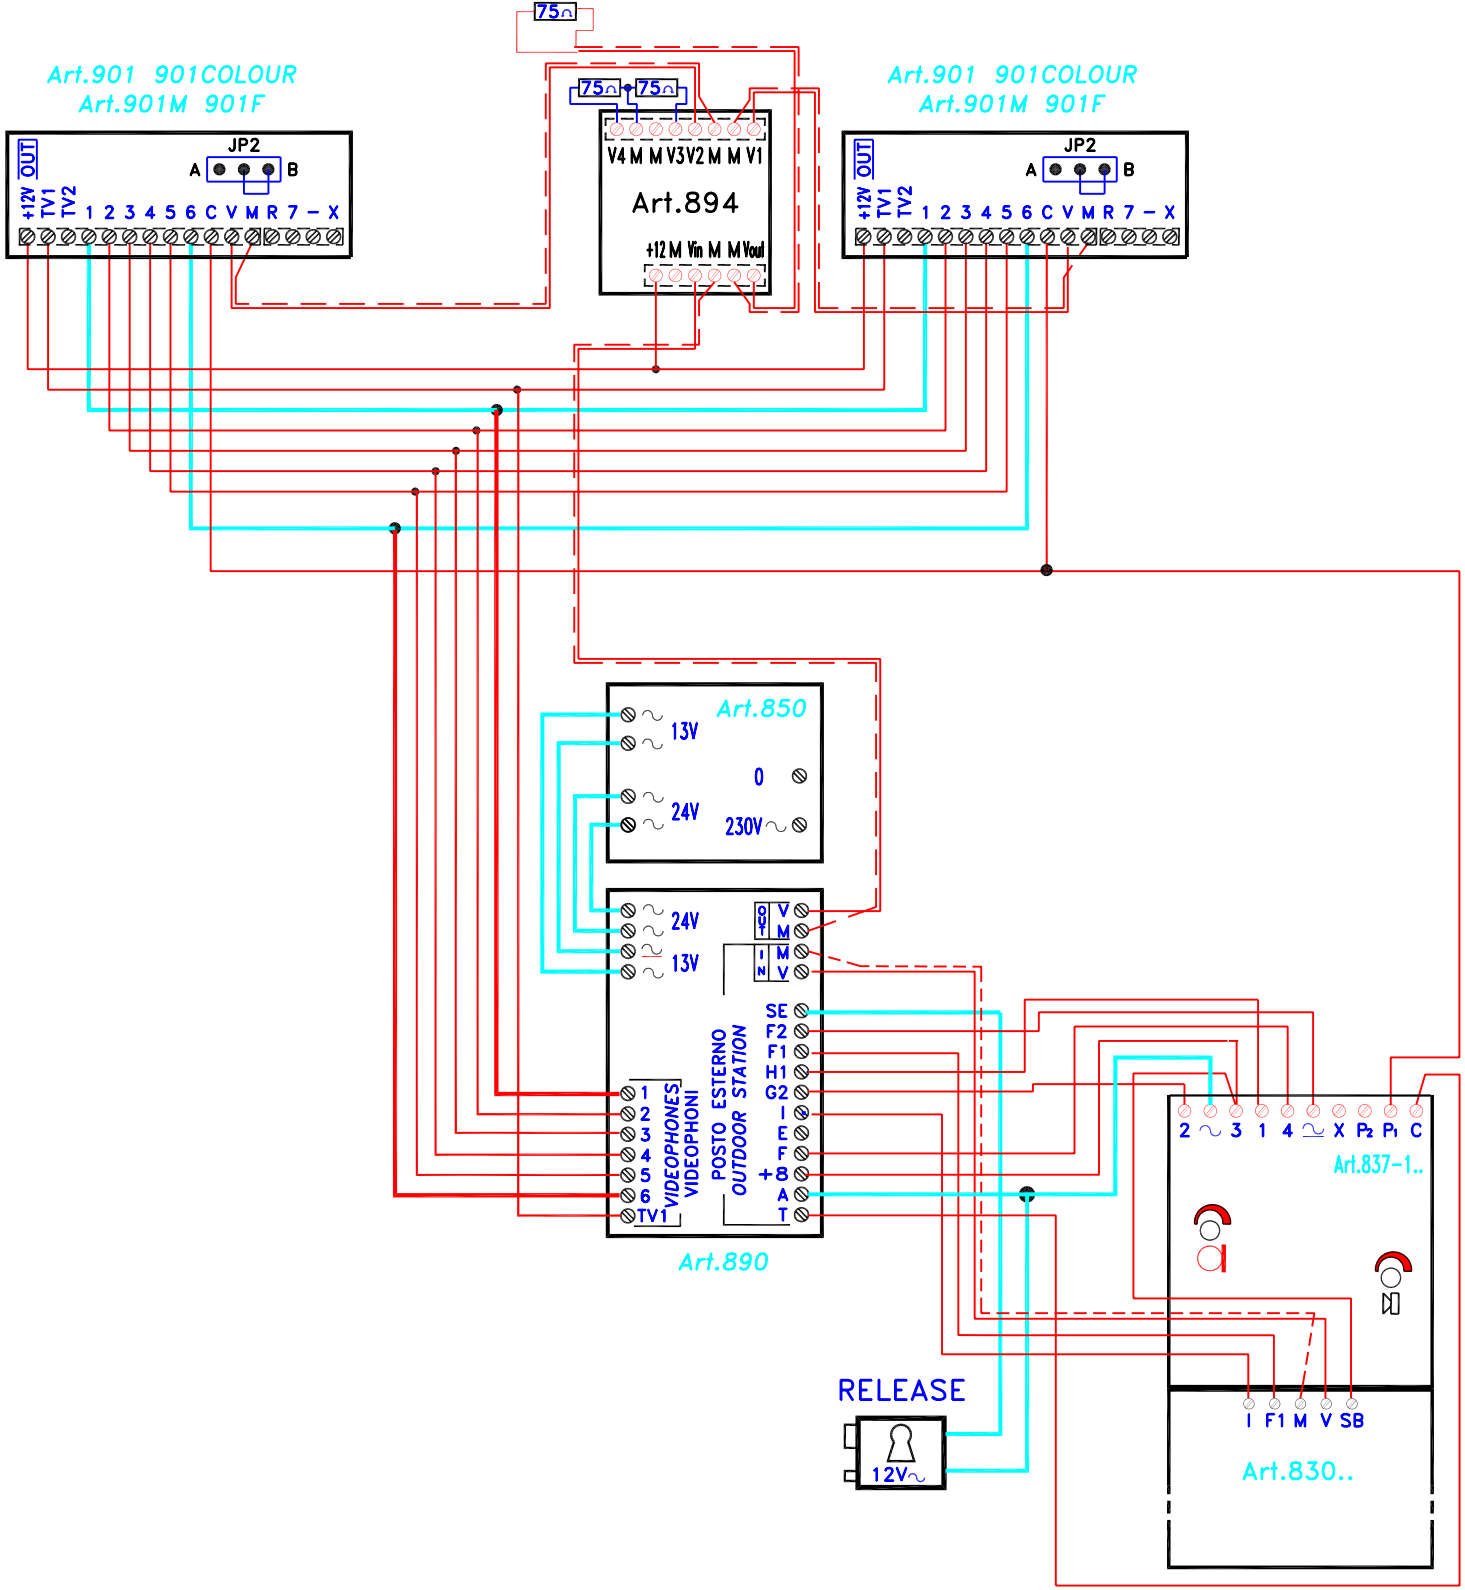 75Ω
Art.901 901COLOUR
Art.901M 901F
OUT
JP2
A B
+12V TV1 TV2 1 2 3 4 5 6 C V M R 7 – X
75Ω 75Ω
V4 M M V3 V2 M M V1
Art.894
+12 M Vin M M Vout
Art.901 901COLOUR
Art.901M 901F
OUT
JP2
A B
+12V TV1 TV2 1 2 3 4 5 6 C V M R 7 – X
Art.850
13V
0
24V
230V~
24V
13V
OUT
V
M
IN
M
V
SE
F2
F1
H1
G2
I
E
F
+8
A
T
POSTO ESTERNO
OUTDOOR STATION
1
2
3
4
5
6
TV1
VIDEOPHONES
VIDEOPHONI
Art.890
2 ~ 3 1 4 ~ X P2 P1 C
Art.837-1..
I F1 M V SB
Art.830..
RELEASE
12V~